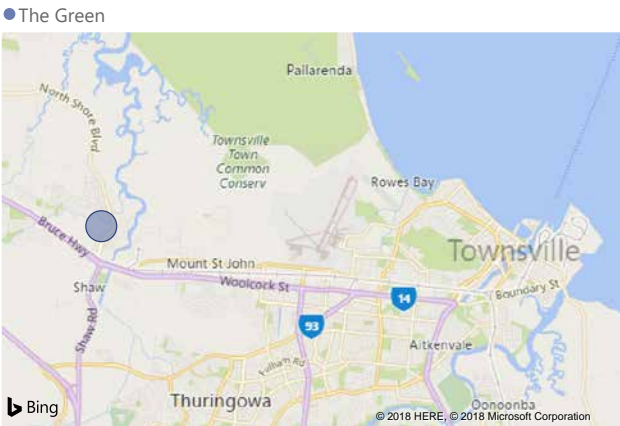 The Green
Pallarenda
North Shore Blvd
Townsville
Town
Common
Conserv
Rowes Bay
Bruce Hwy
Townsville
Mount St John
Woolcock St
Shaw
14
Boundary St
93
Shaw Rd
Aitkenvale
Fulham Rd
Thuringowa
Oonoonba
Bing
© 2018 HERE, © 2018 Microsoft Corporation